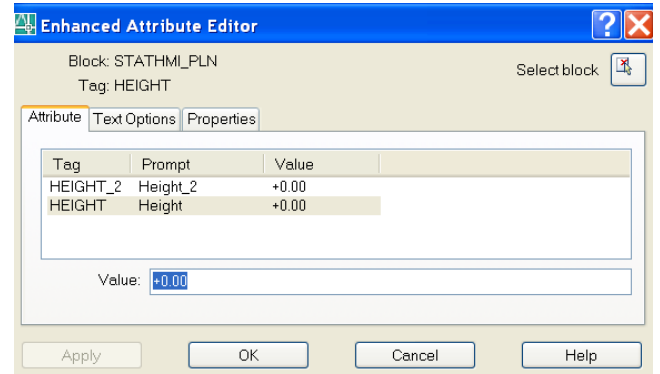 Enhanced Attribute Editor
Block: STATHMI_PLN
Tag: HEIGHT
Select block
Attribute Text Options Properties
Tag Prompt Value
HEIGHT_2 Height_2 +0.00
HEIGHT Height +0.00
Value: +0.00
Apply OK Cancel Help